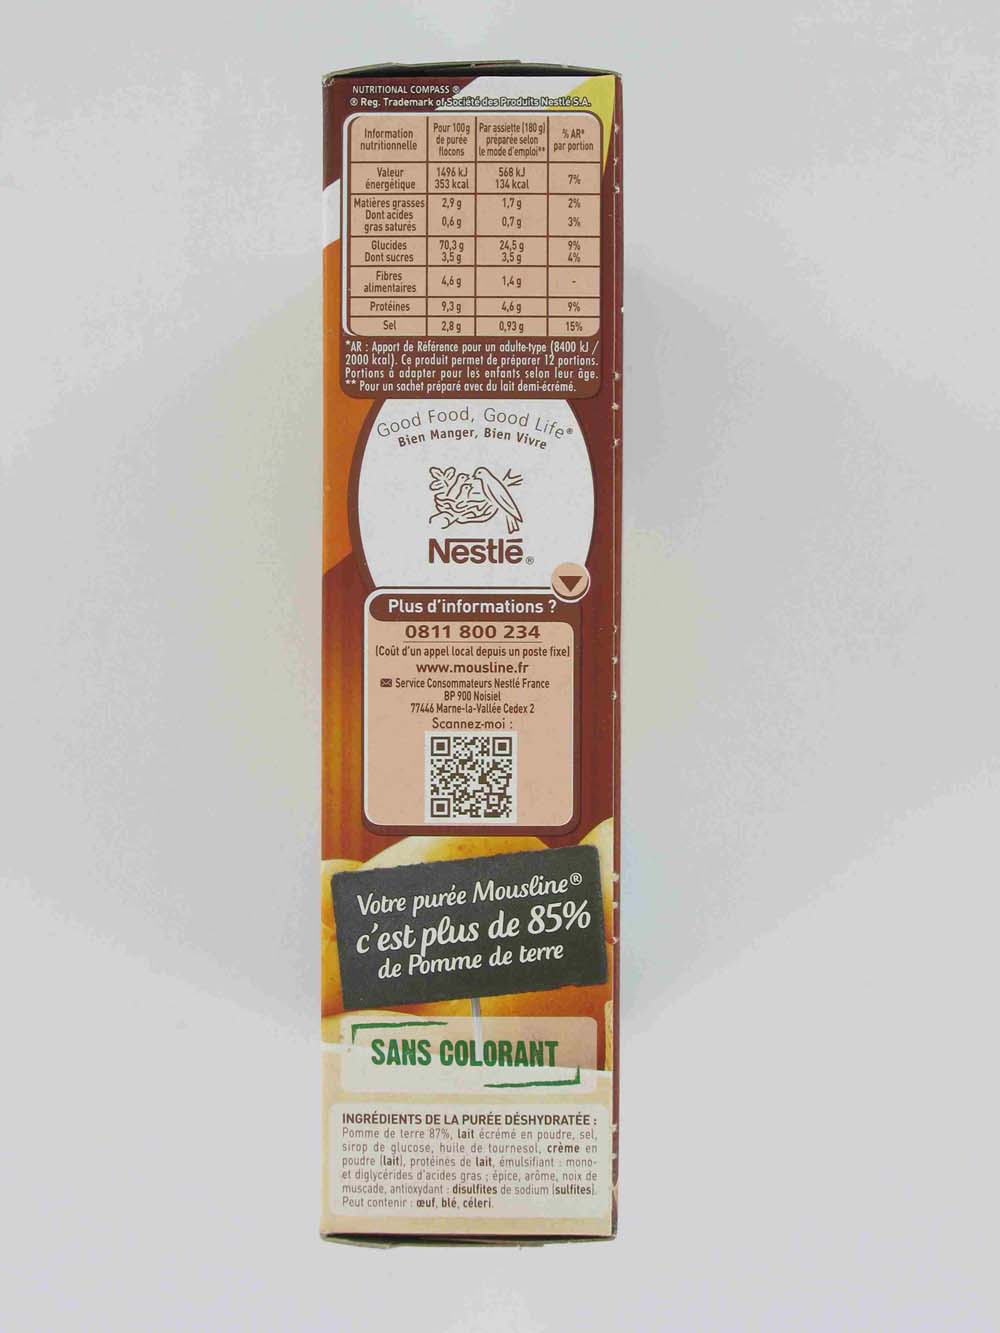 NUTRITIONAL COMPASS ®
® Reg. Trademark of Société des Produits Nestlé S.A.
Information nutritionnelle | Pour 100g de purée flocons | Par assiette (180 g) préparée selon le mode d'emploi** | % AR* par portion
Valeur énergétique | 1496 kJ 353 kcal | 568 kJ 134 kcal | 7%
Matières grasses | 2,9 g | 1,7 g | 2%
Dont acides gras saturés | 0,6 g | 0,7 g | 3%
Glucides | 70,3 g | 24,5 g | 9%
Dont sucres | 3,5 g | 3,5 g | 4%
Fibres alimentaires | 4,6 g | 1,4 g | -
Protéines | 9,3 g | 4,6 g | 9%
Sel | 2,8 g | 0,93 g | 15%
*AR : Apport de Référence pour un adulte-type (8400 kJ /
2000 kcal). Ce produit permet de préparer 12 portions.
Portions à adapter pour les enfants selon leur âge.
** Pour un sachet préparé avec du lait demi-écrémé.
Good Food, Good Life®
Bien Manger, Bien Vivre
Nestlé®
Plus d'informations ?
0811 800 234
(Coût d'un appel local depuis un poste fixe)
www.mousline.fr
Service Consommateurs Nestlé France
BP 900 Noisiel
77446 Marne-la-Vallée Cedex 2
Scannez-moi :
Votre purée Mousline®
c'est plus de 85%
de Pomme de terre
SANS COLORANT
INGRÉDIENTS DE LA PURÉE DÉSHYDRATÉE :
Pomme de terre 87%, lait écrémé en poudre, sel,
sirop de glucose, huile de tournesol, crème en
poudre (lait), protéines de lait, émulsifiant : mono-
et diglycérides d'acides gras ; épice, arôme, noix de
muscade, antioxydant : disulfites de sodium (sulfites).
Peut contenir : œuf, blé, céleri.